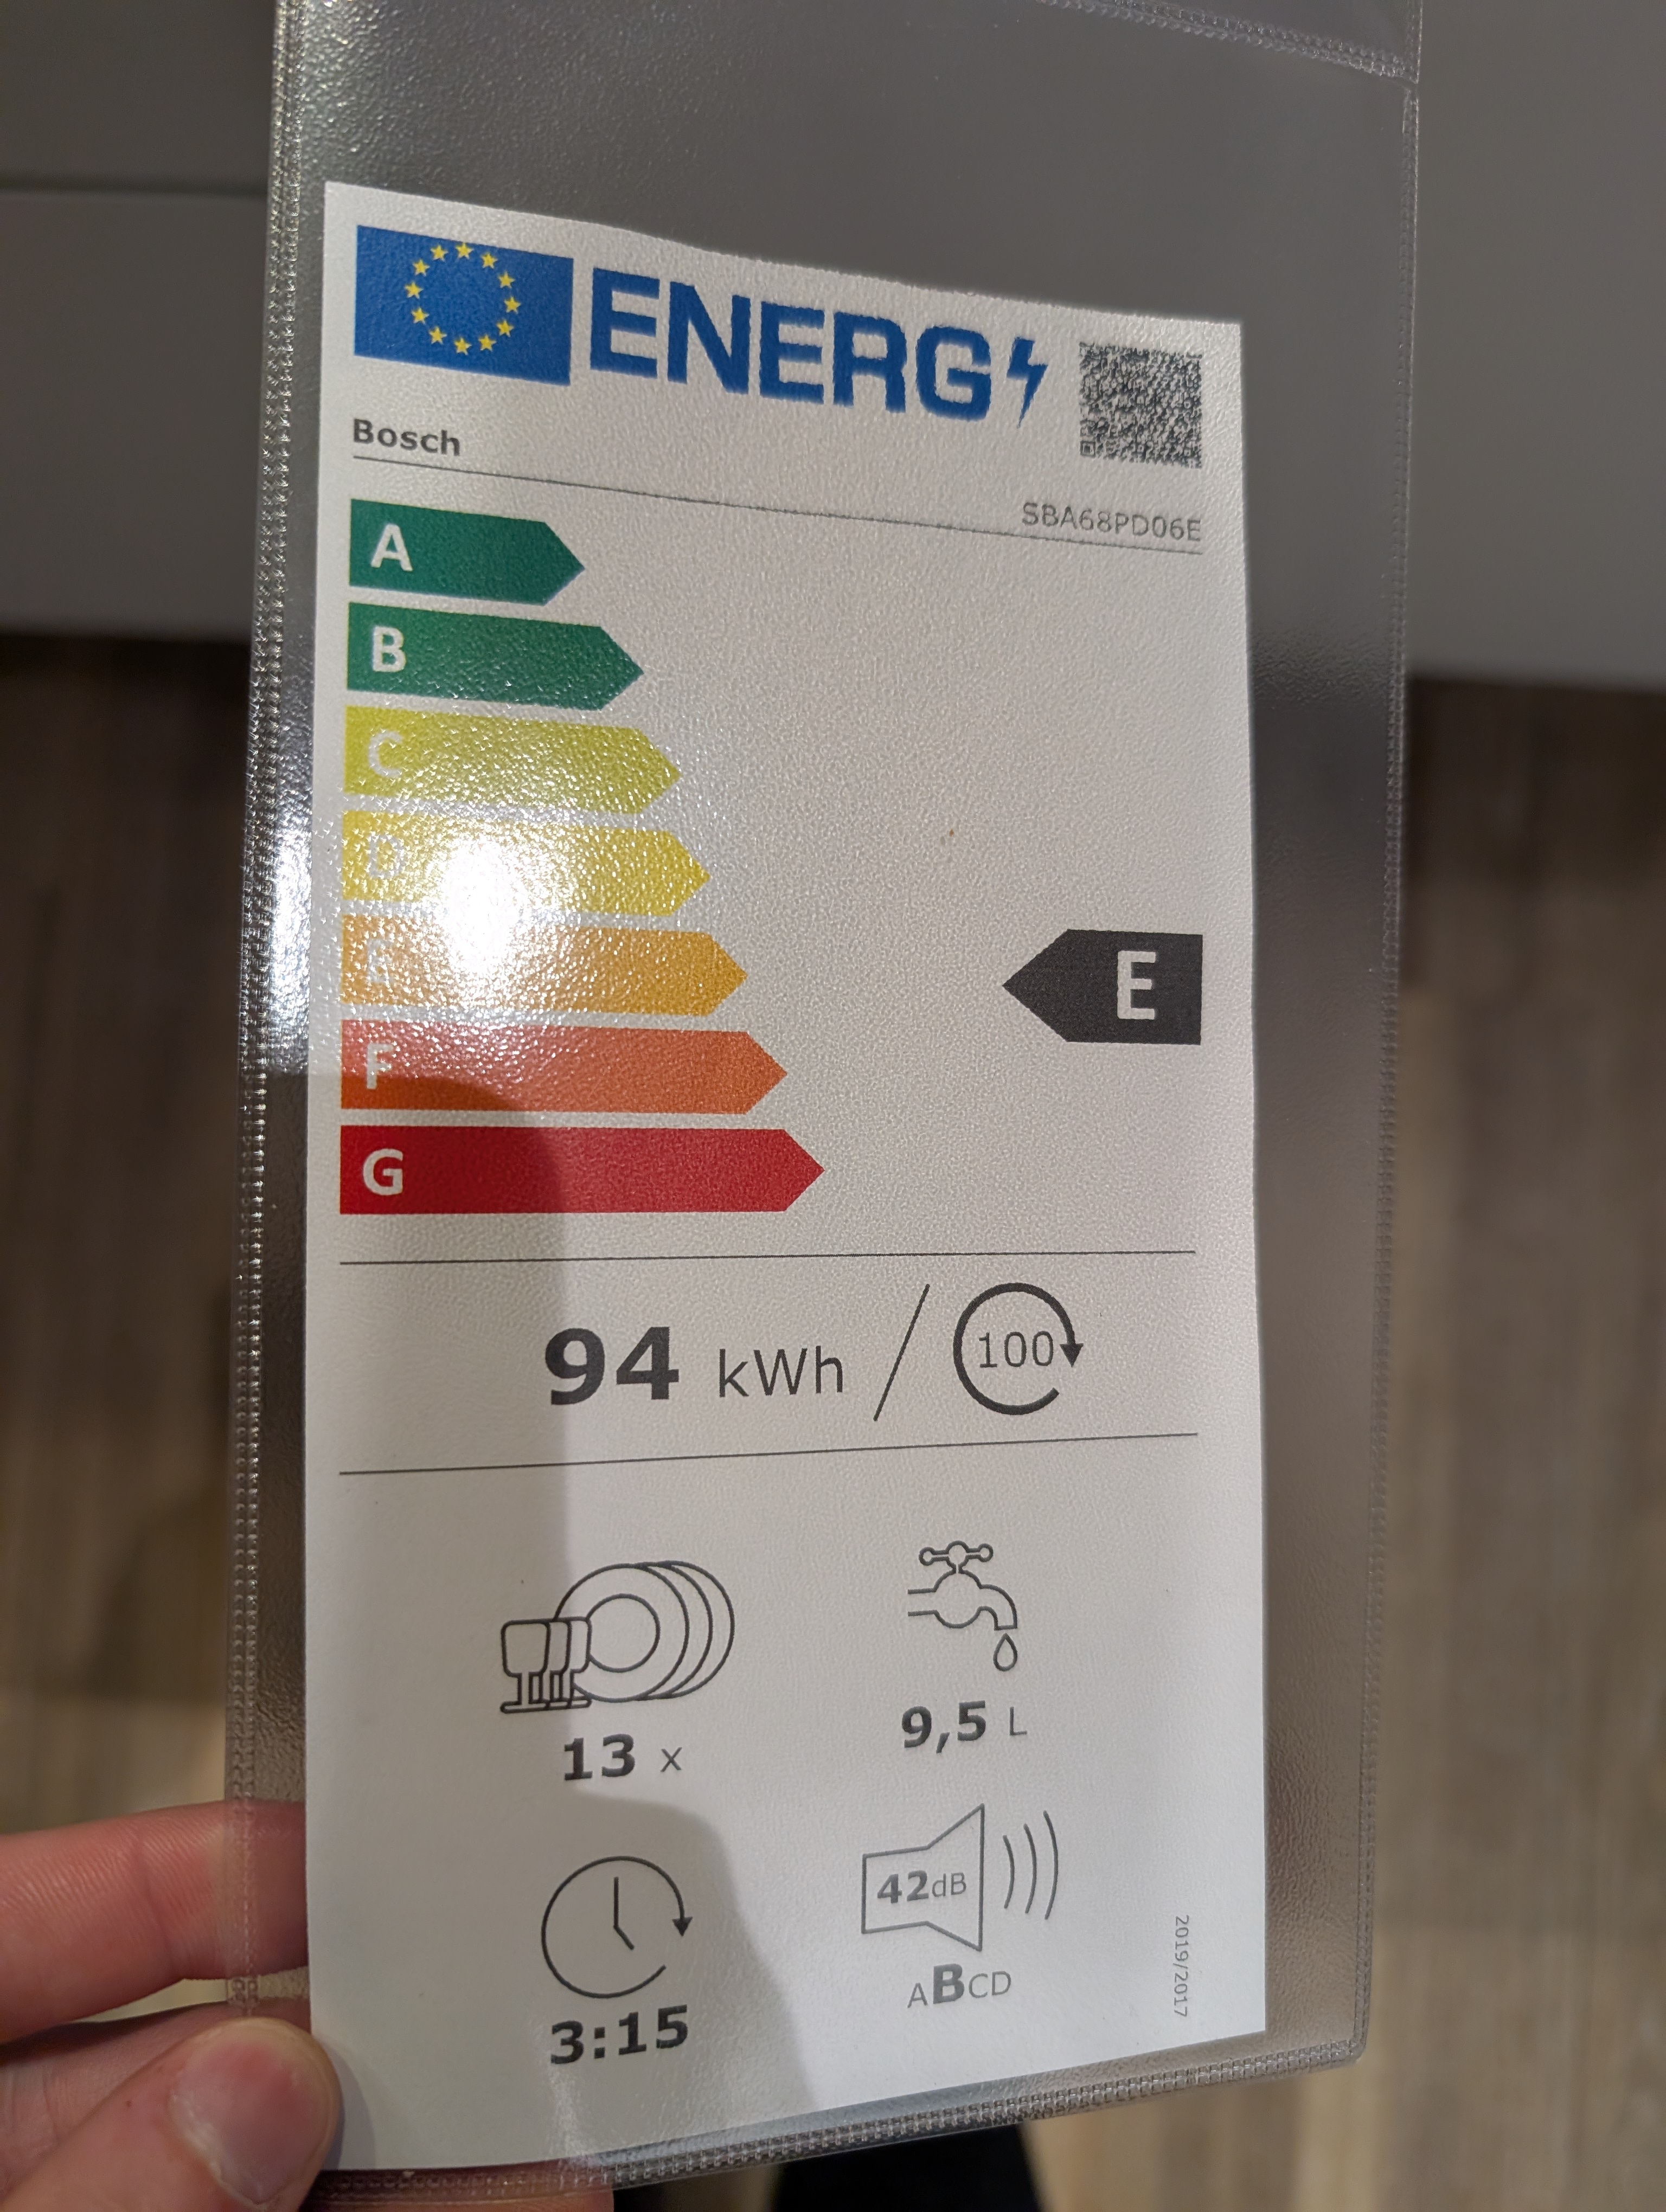 ENERG
Bosch
SBA68PD06E
A
B
C
D
E
E
F
G
94 kWh / 100
13 x
9,5 L
3:15
42dB
ABCD
2019/2017